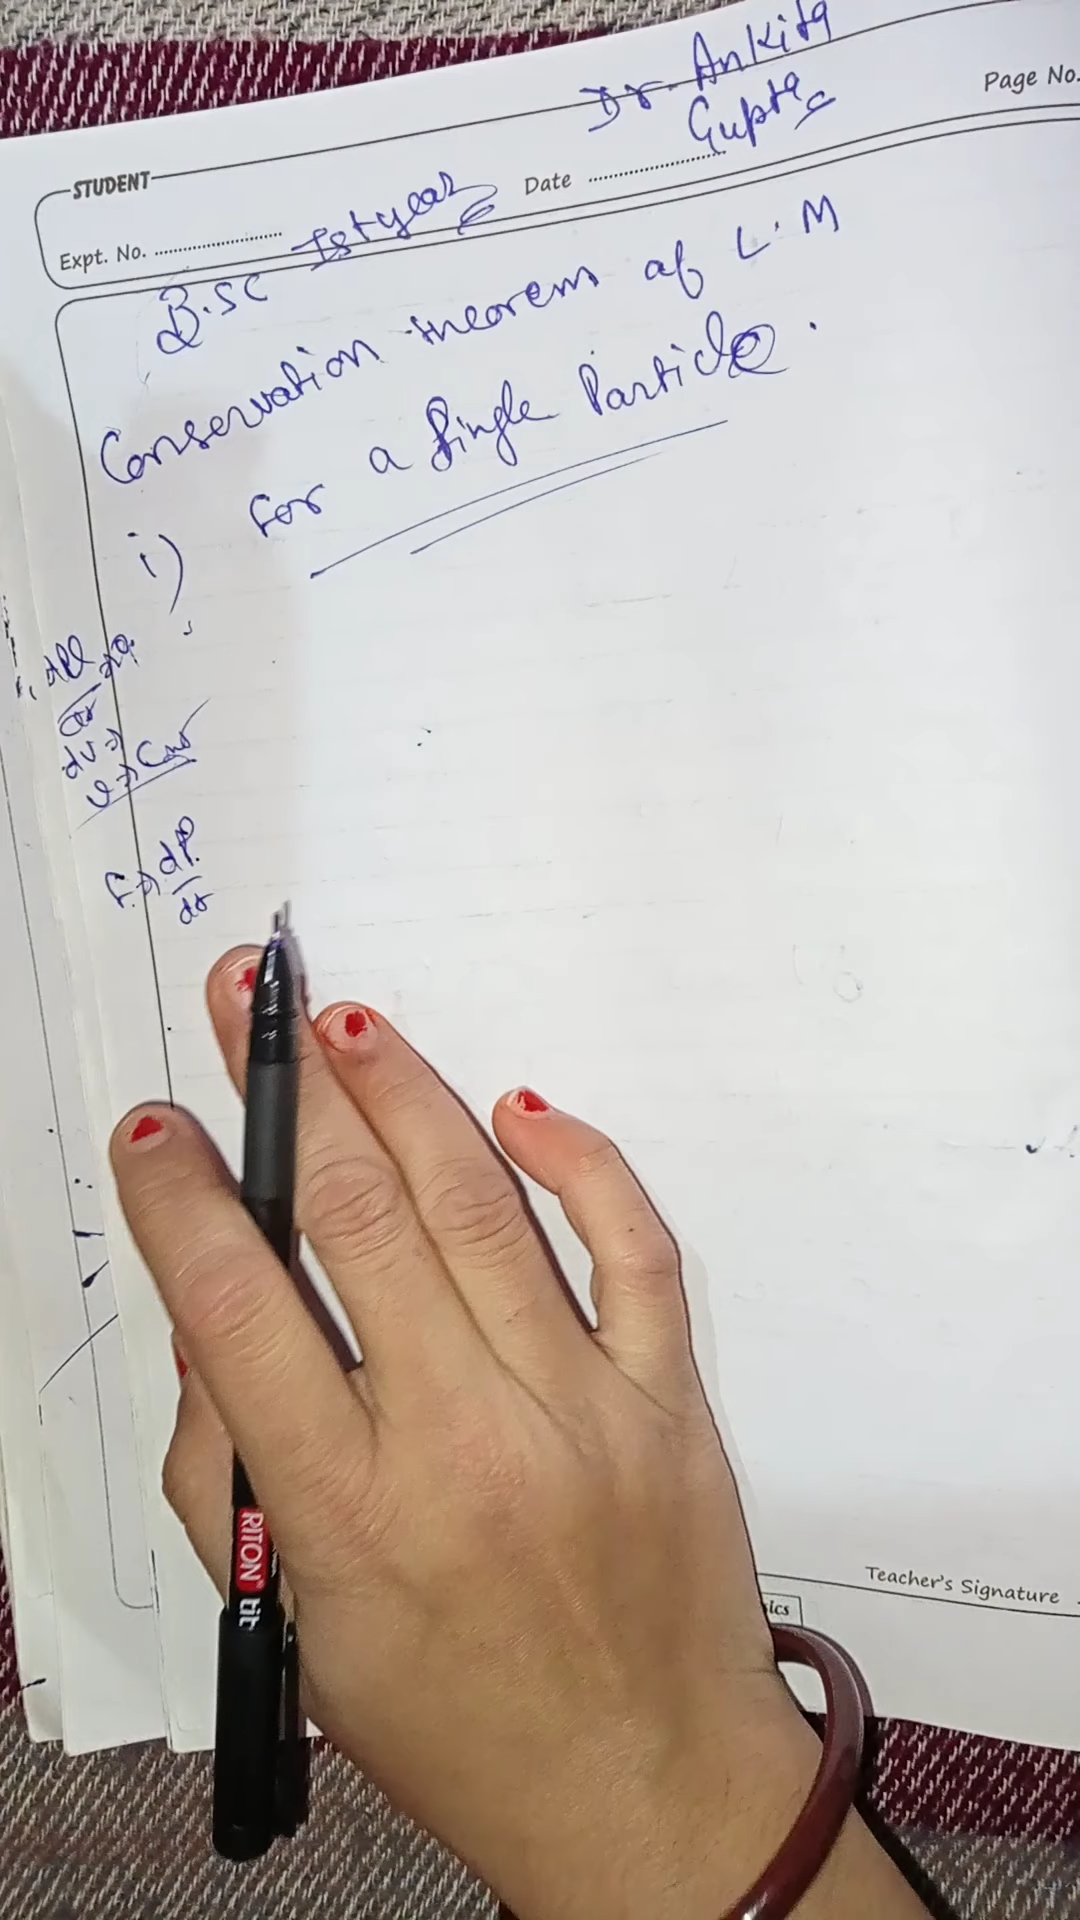 Dr. Ankita
Gupta
Page No.
STUDENT
Expt. No.
Date
B.Sc Ist year
Conservation theorem of L.M
i) For a Single Particle.
F = dP/dt
RITON
Teacher's Signature
ics